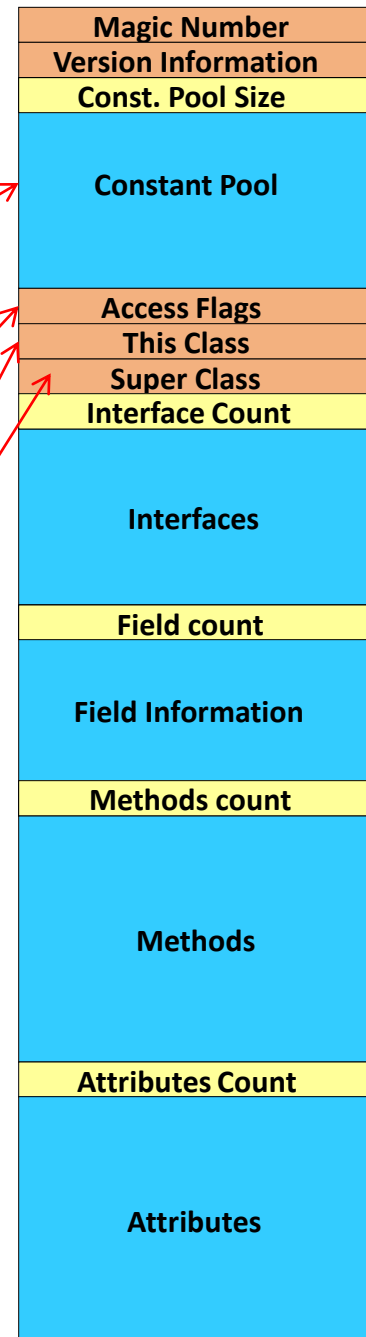 Magic Number
Version Information
Const. Pool Size
Constant Pool
Access Flags
This Class
Super Class
Interface Count
Interfaces
Field count
Field Information
Methods count
Methods
Attributes Count
Attributes